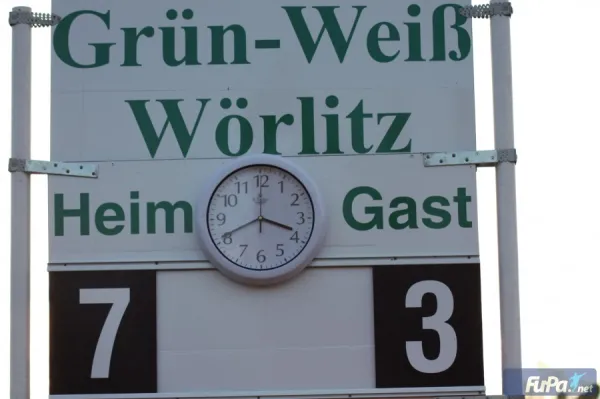 Grün-Weiß
Wörlitz
Heim
Gast
12
11 1
10 2
9 3
8 4
7 5
6
7
3
FuPa.net